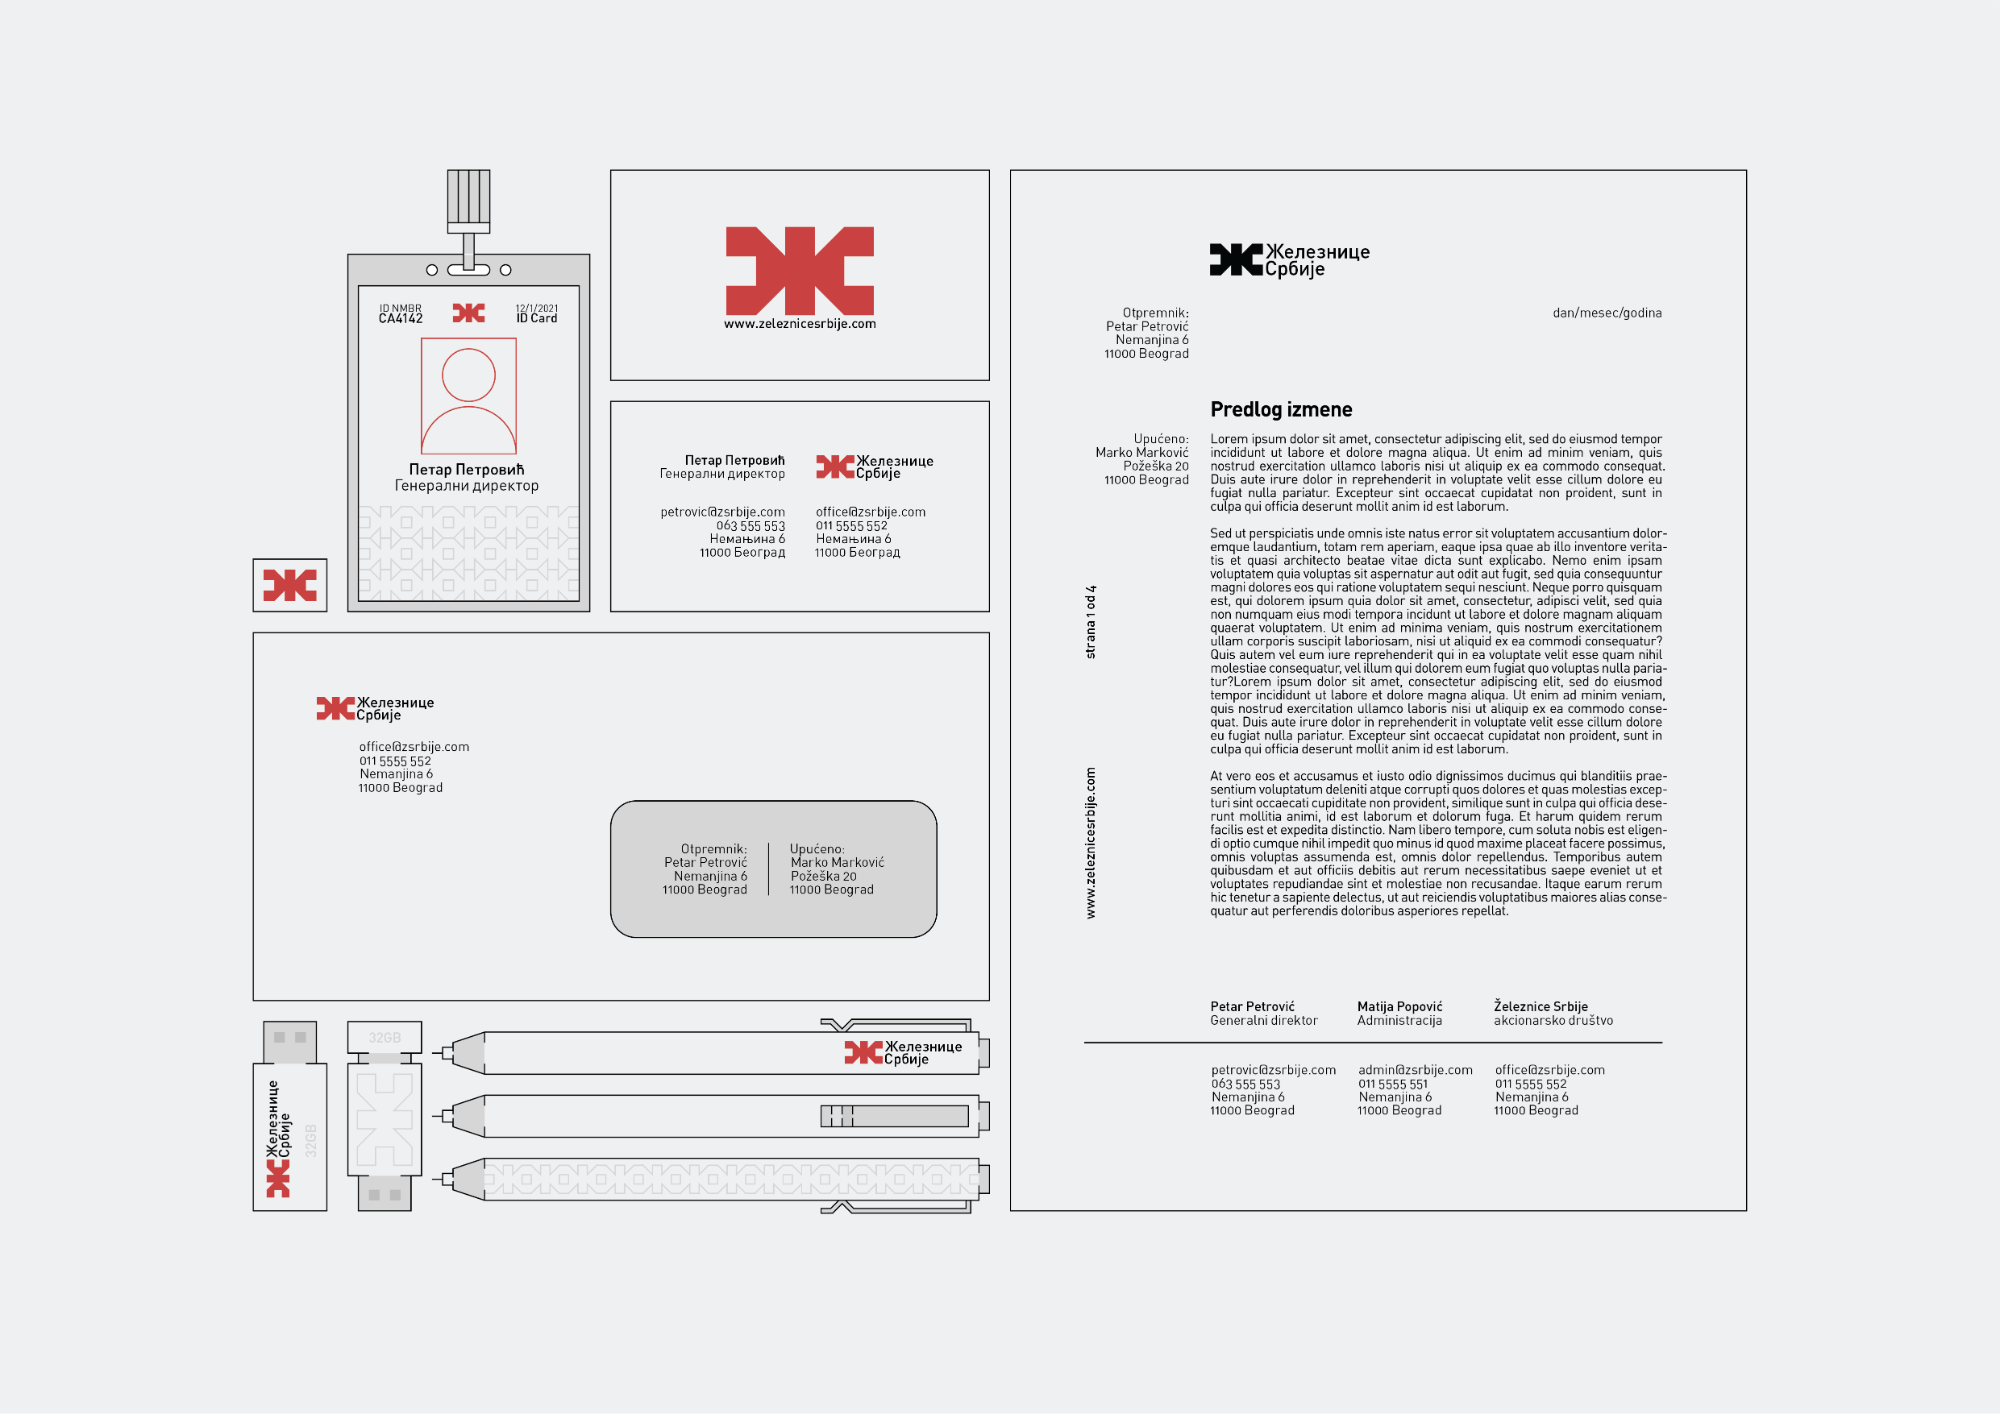 ID NMBR
CA4142
12/1/2021
ID Card
Петар Петровић
Генерални директор
www.zeleznicesrbije.com
Петар Петровић
Генерални директор
petrovic@zsrbije.com
063 555 553
Немањина 6
11000 Београд
Железнице
Србије
office@zsrbije.com
011 5555 552
Немањина 6
11000 Београд
Железнице
Србије
office@zsrbije.com
011 5555 552
Nemanjina 6
11000 Beograd
Otpremnik:
Petar Petrović
Nemanjina 6
11000 Beograd
Upućeno:
Marko Marković
Požeška 20
11000 Beograd
Железнице
Србије
32GB
32GB
Железнице
Србије
Железнице
Србије
Otpremnik:
Petar Petrović
Nemanjina 6
11000 Beograd
dan/mesec/godina
Predlog izmene
Upućeno:
Marko Marković
Požeška 20
11000 Beograd
Lorem ipsum dolor sit amet, consectetur adipiscing elit, sed do eiusmod tempor
incididunt ut labore et dolore magna aliqua. Ut enim ad minim veniam, quis
nostrud exercitation ullamco laboris nisi ut aliquip ex ea commodo consequat.
Duis aute irure dolor in reprehenderit in voluptate velit esse cillum dolore eu
fugiat nulla pariatur. Excepteur sint occaecat cupidatat non proident, sunt in
culpa qui officia deserunt mollit anim id est laborum.
Sed ut perspiciatis unde omnis iste natus error sit voluptatem accusantium dolor-
emque laudantium, totam rem aperiam, eaque ipsa quae ab illo inventore verita-
tis et quasi architecto beatae vitae dicta sunt explicabo. Nemo enim ipsam
voluptatem quia voluptas sit aspernatur aut odit aut fugit, sed quia consequuntur
magni dolores eos qui ratione voluptatem sequi nesciunt. Neque porro quisquam
est, qui dolorem ipsum quia dolor sit amet, consectetur, adipisci velit, sed quia
non numquam eius modi tempora incidunt ut labore et dolore magnam aliquam
quaerat voluptatem. Ut enim ad minima veniam, quis nostrum exercitationem
ullam corporis suscipit laboriosam, nisi ut aliquid ex ea commodi consequatur?
Quis autem vel eum iure reprehenderit qui in ea voluptate velit esse quam nihil
molestiae consequatur, vel illum qui dolorem eum fugiat quo voluptas nulla paria-
tur?Lorem ipsum dolor sit amet, consectetur adipiscing elit, sed do eiusmod
tempor incididunt ut labore et dolore magna aliqua. Ut enim ad minim veniam,
quis nostrud exercitation ullamco laboris nisi ut aliquip ex ea commodo conse-
quat. Duis aute irure dolor in reprehenderit in voluptate velit esse cillum dolore
eu fugiat nulla pariatur. Excepteur sint occaecat cupidatat non proident, sunt in
culpa qui officia deserunt mollit anim id est laborum.
At vero eos et accusamus et iusto odio dignissimos ducimus qui blanditiis prae-
sentium voluptatum deleniti atque corrupti quos dolores et quas molestias excep-
turi sint occaecati cupiditate non provident, similique sunt in culpa qui officia dese-
runt mollitia animi, id est laborum et dolorum fuga. Et harum quidem rerum
facilis est et expedita distinctio. Nam libero tempore, cum soluta nobis est eligen-
di optio cumque nihil impedit quo minus id quod maxime placeat facere possimus,
omnis voluptas assumenda est, omnis dolor repellendus. Temporibus autem
quibusdam et aut officiis debitis aut rerum necessitatibus saepe eveniet ut et
voluptates repudiandae sint et molestiae non recusandae. Itaque earum rerum
hic tenetur a sapiente delectus, ut aut reiciendis voluptatibus maiores alias conse-
quatur aut perferendis doloribus asperiores repellat.
strana 1 od 4
www.zeleznicesrbije.com
Petar Petrović
Generalni direktor
Matija Popović
Administracija
Železnice Srbije
akcionarsko društvo
petrovic@zsrbije.com
063 555 553
Nemanjina 6
11000 Beograd
admin@zsrbije.com
011 5555 551
Nemanjina 6
11000 Beograd
office@zsrbije.com
011 5555 552
Nemanjina 6
11000 Beograd